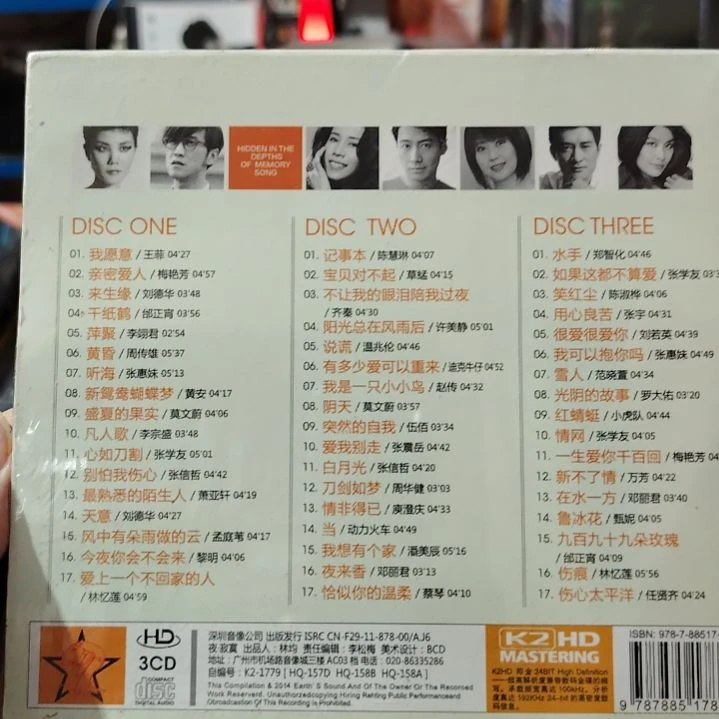 HIDDEN IN THE
DEPTHS
OF MEMORY
SONG
DISC ONE
01. 我愿意 / 王菲 04'27
02. 亲密爱人 / 梅艳芳 04'57
03. 来生缘 / 刘德华 03'48
04. 千纸鹤 / 邰正宵 03'56
05. 萍聚 / 李翊君 02'54
06. 黄昏 / 周传雄 05'37
07. 听海 / 张惠妹 05'13
08. 新鸳鸯蝴蝶梦 / 黄安 04'17
09. 盛夏的果实 / 莫文蔚 04'06
10. 凡人歌 / 李宗盛 03'48
11. 心如刀割 / 张学友 05'01
12. 别怕我伤心 / 张信哲 05'42
13. 最熟悉的陌生人 / 萧亚轩 04'19
14. 天意 / 刘德华 04'27
15. 风中有朵雨做的云 / 孟庭苇 04'17
16. 今夜你会不会来 / 黎明 04'06
17. 爱上一个不回家的人
/ 林忆莲 04'59
DISC TWO
01. 记事本 / 陈慧琳 04'07
02. 宝贝对不起 / 草蜢 04'15
03. 不让我的眼泪陪我过夜
/ 齐秦 04'30
04. 阳光总在风雨后 / 许美静 05'01
05. 说谎 / 温兆伦 04'46
06. 有多少爱可以重来 / 迪克牛仔 04'52
07. 我是一只小小鸟 / 赵传 04'32
08. 阴天 / 莫文蔚 03'57
09. 突然的自我 / 伍佰 03'34
10. 爱我别走 / 张震岳 04'42
11. 白月光 / 张信哲 04'20
12. 刀剑如梦 / 周华健 03'03
13. 情非得已 / 庾澄庆 04'33
14. 当 / 动力火车 04'49
15. 我想有个家 / 潘美辰 05'16
16. 夜来香 / 邓丽君 03'13
17. 恰似你的温柔 / 蔡琴 04'10
DISC THREE
01. 水手 / 郑智化 04'46
02. 如果这都不算爱 / 张学友
03. 笑红尘 / 陈淑桦 04'06
04. 用心良苦 / 张宇 04'31
05. 很爱很爱你 / 刘若英 04'39
06. 我可以抱你吗 / 张惠妹 04'49
07. 雪人 / 范晓萱 04'34
08. 光阴的故事 / 罗大佑 03'20
09. 红蜻蜓 / 小虎队 04'44
10. 情网 / 张学友 04'05
11. 一生爱你千百回 / 梅艳芳
12. 新不了情 / 万芳 04'22
13. 在水一方 / 邓丽君 03'40
14. 鲁冰花 / 甄妮 04'05
15. 九百九十九朵玫瑰
/ 邰正宵 04'09
16. 伤痕 / 林忆莲 05'56
17. 伤心太平洋 / 任贤齐 04'24
HD
3CD
COMPACT
disc
DIGITAL AUDIO
深圳音像公司 出版发行 ISRC CN-F29-11-878-00/AJ6
夜·寂寞 出品人：林均 责任编辑：李松梅 美术设计：BCD
地址：广州市机场路音像城三楼 AC03 档 电话：020-86335286
自编号：K2-1779 [ HQ-157D HQ-158B HQ-158A ]
This Compilation & 2014 Earth'S Sound.And Of The Owner Or The Recorsed
Work Reserved. Unauthorized
Is Prohibited.
K2 HD
MASTERING
K2HD 即全 24BIT High Definition
ISBN: 978-7-88517
9 787885 178